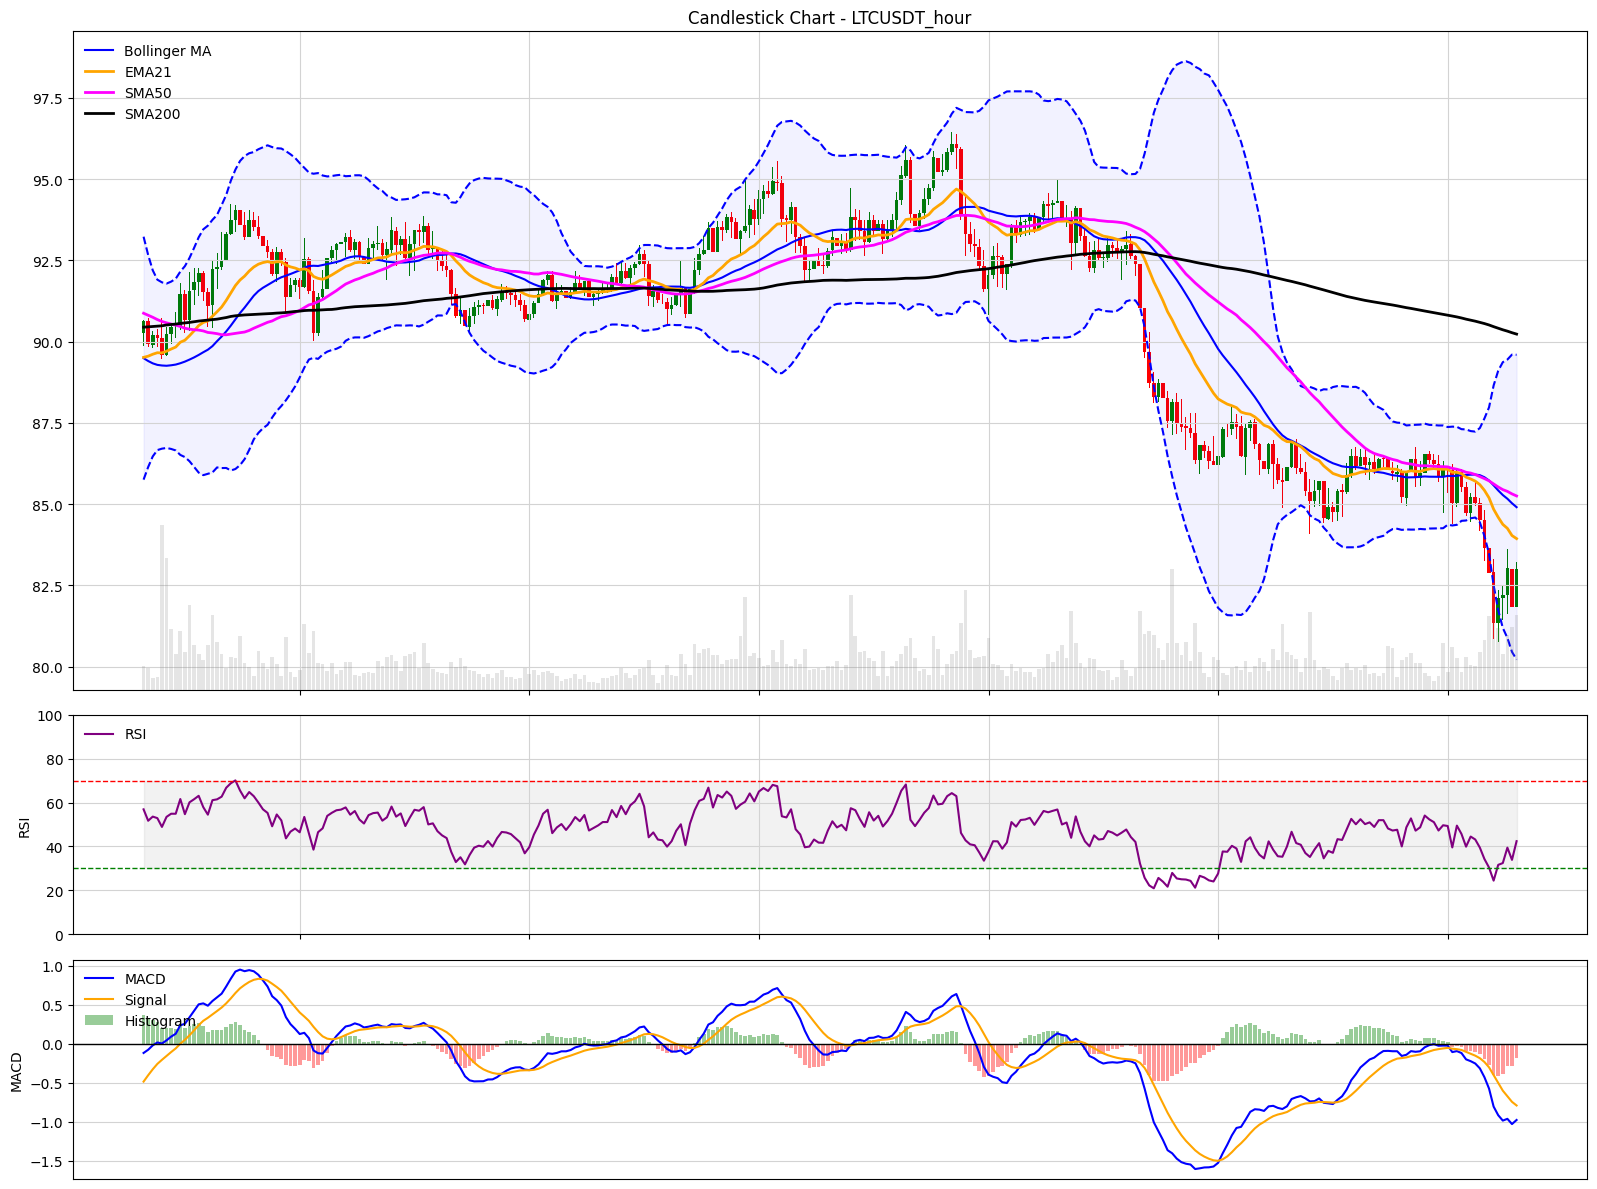 Candlestick Chart - LTCUSDT_hour
Bollinger MA
EMA21
SMA50
SMA200
97.5
95.0
92.5
90.0
87.5
85.0
82.5
80.0
RSI
100
80
60
40
20
0
RSI
MACD
Signal
Histogram
1.0
0.5
0.0
−0.5
−1.0
−1.5
MACD